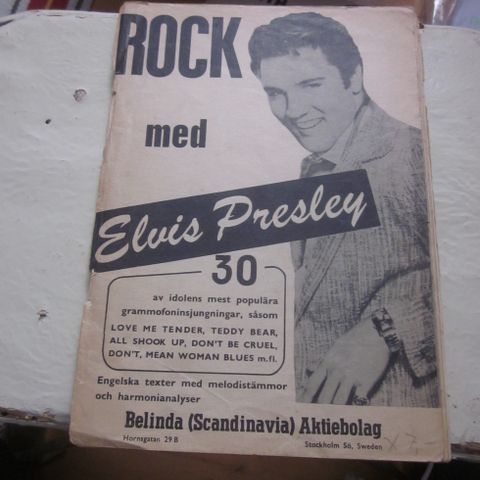 ROCK
med
Elvis Presley
30
av idolens mest populära
grammofoninsjungningar, såsom
LOVE ME TENDER, TEDDY BEAR,
ALL SHOOK UP, DON'T BE CRUEL,
DON'T, MEAN WOMAN BLUES m.fl.
Engelska texter med melodistämmor
och harmonianalyser
Belinda (Scandinavia) Aktiebolag
Hornsgatan 29 B Stockholm Sö, Sweden